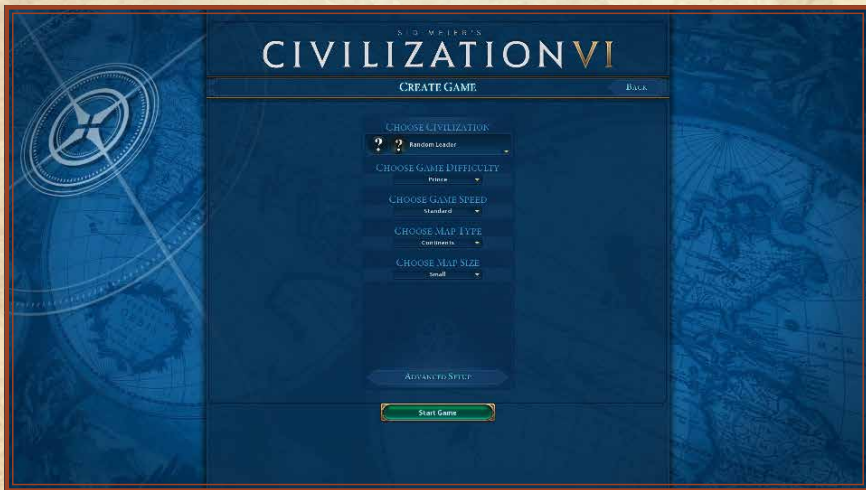 SID MEIER'S
CIVILIZATION VI
CREATE GAME
BACK
CHOOSE CIVILIZATION
? ? Random Leader
CHOOSE GAME DIFFICULTY
Prince
CHOOSE GAME SPEED
Standard
CHOOSE MAP TYPE
Continents
CHOOSE MAP SIZE
Small
ADVANCED SETUP
Start Game